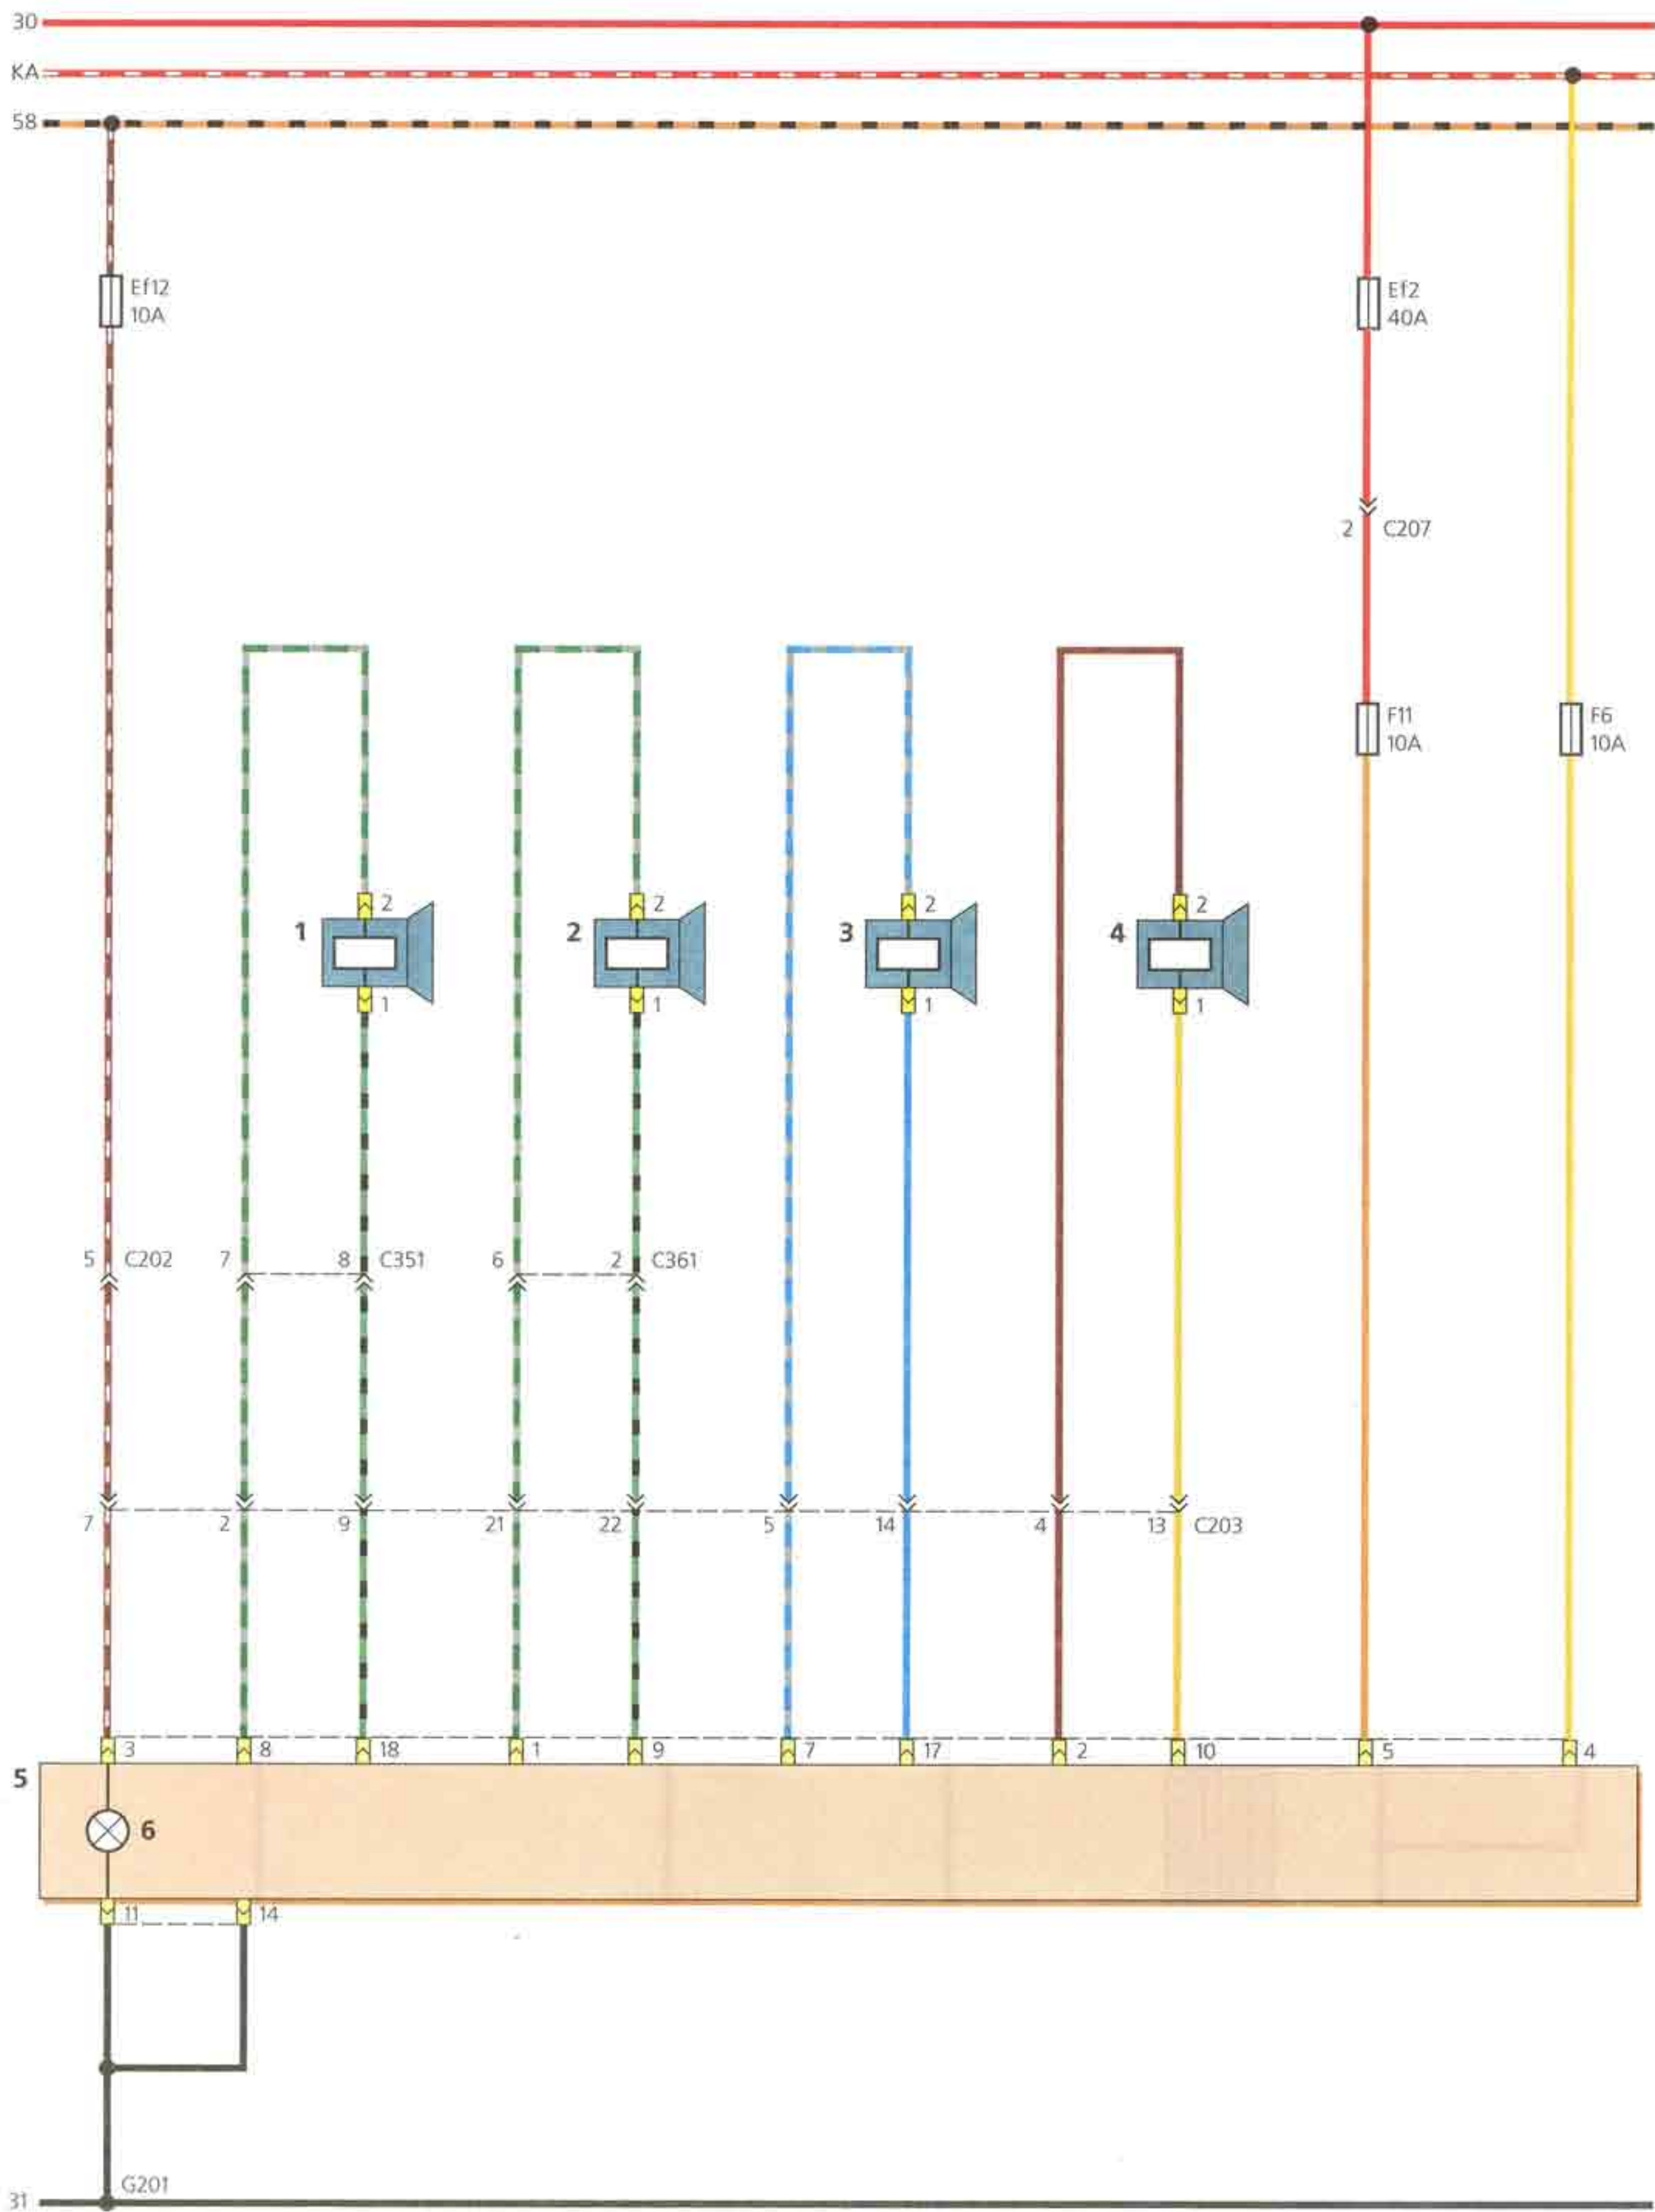 30
KA
58
Ef12
10A
Ef2
40A
2 C207
F11
10A
F6
10A
2 2 2 2
1 2 3 4
1 1 1 1
5 C202 7 8 C351 6 2 C361
7 2 9 21 22 5 14 4 13 C203
3 8 18 1 9 7 17 2 10 5 4
5
6
11 14
G201
31